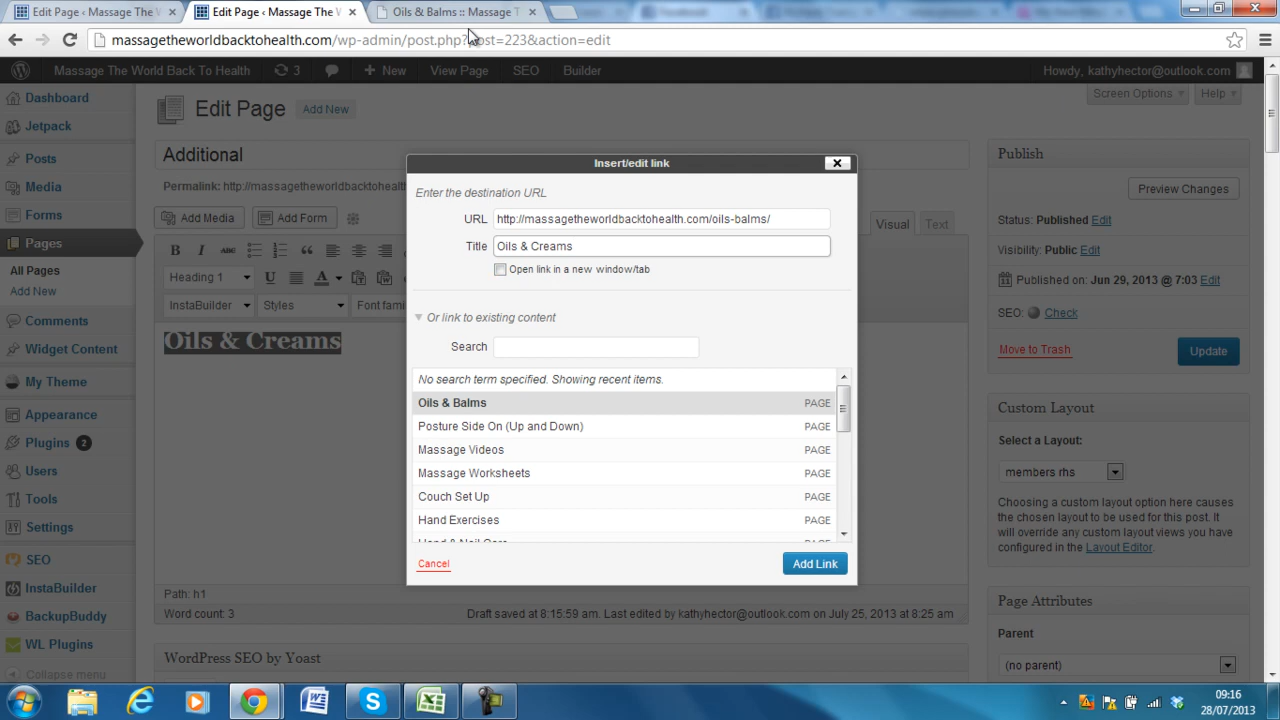 Edit Page ‹ Massage The W
Edit Page ‹ Massage The W
Oils & Balms :: Massage T
massagetheworldbacktohealth.com/wp-admin/post.php?post=223&action=edit
Massage The World Back To Health
3
New
View Page
SEO
Builder
Howdy, kathyhector@outlook.com
Dashboard
Jetpack
Posts
Media
Forms
Pages
All Pages
Add New
Comments
Widget Content
My Theme
Appearance
Plugins 2
Users
Tools
Settings
SEO
InstaBuilder
BackupBuddy
WL Plugins
Collapse menu
Edit Page
Add New
Screen Options
Help
Additional
Permalink: http://massagetheworldbacktohealth
Add Media
Add Form
Visual
Text
B I ABC
Heading 1
U A
InstaBuilder
Styles
Font family
Oils & Creams
Path: h1
Word count: 3
Draft saved at 8:15:59 am. Last edited by kathyhector@outlook.com on July 25, 2013 at 8:25 am
WordPress SEO by Yoast
Insert/edit link
Enter the destination URL
URL http://massagetheworldbacktohealth.com/oils-balms/
Title Oils & Creams
Open link in a new window/tab
Or link to existing content
Search
No search term specified. Showing recent items.
Oils & Balms PAGE
Posture Side On (Up and Down) PAGE
Massage Videos PAGE
Massage Worksheets PAGE
Couch Set Up PAGE
Hand Exercises PAGE
Hand & Nail Care PAGE
Cancel
Add Link
Publish
Preview Changes
Status: Published Edit
Visibility: Public Edit
Published on: Jun 29, 2013 @ 7:03 Edit
SEO: Check
Move to Trash
Update
Custom Layout
Select a Layout:
members rhs
Choosing a custom layout option here causes
the chosen layout to be used for this post. It
will override any custom layout views you have
configured in the Layout Editor.
Page Attributes
Parent
(no parent)
09:16
28/07/2013